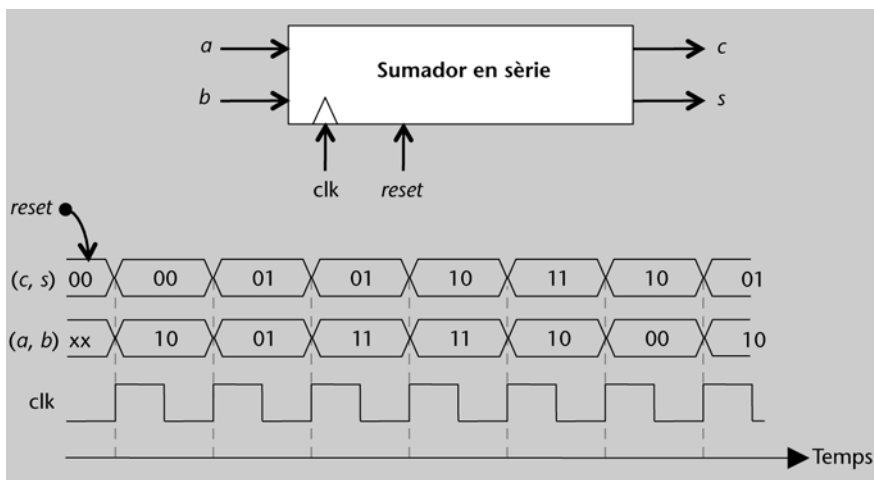 a
c
Sumador en sèrie
b
s
clk
reset
reset
(c, s) 00 00 01 01 10 11 10 01
(a, b) xx 10 01 11 11 10 00 10
clk
Temps